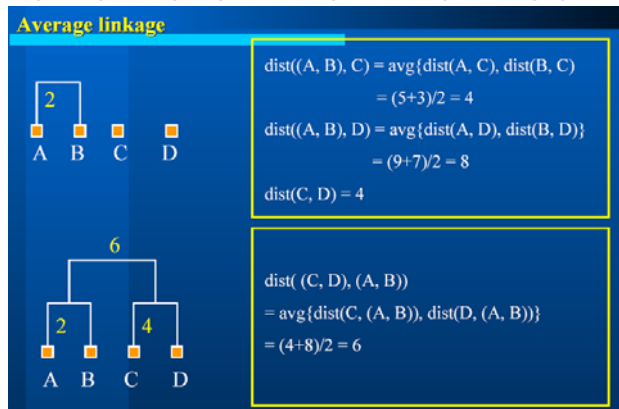 Average linkage
2
A B C D
dist((A, B), C) = avg{dist(A, C), dist(B, C)
= (5+3)/2 = 4
dist((A, B), D) = avg{dist(A, D), dist(B, D)}
= (9+7)/2 = 8
dist(C, D) = 4
6
2 4
A B C D
dist( (C, D), (A, B))
= avg{dist(C, (A, B)), dist(D, (A, B))}
= (4+8)/2 = 6